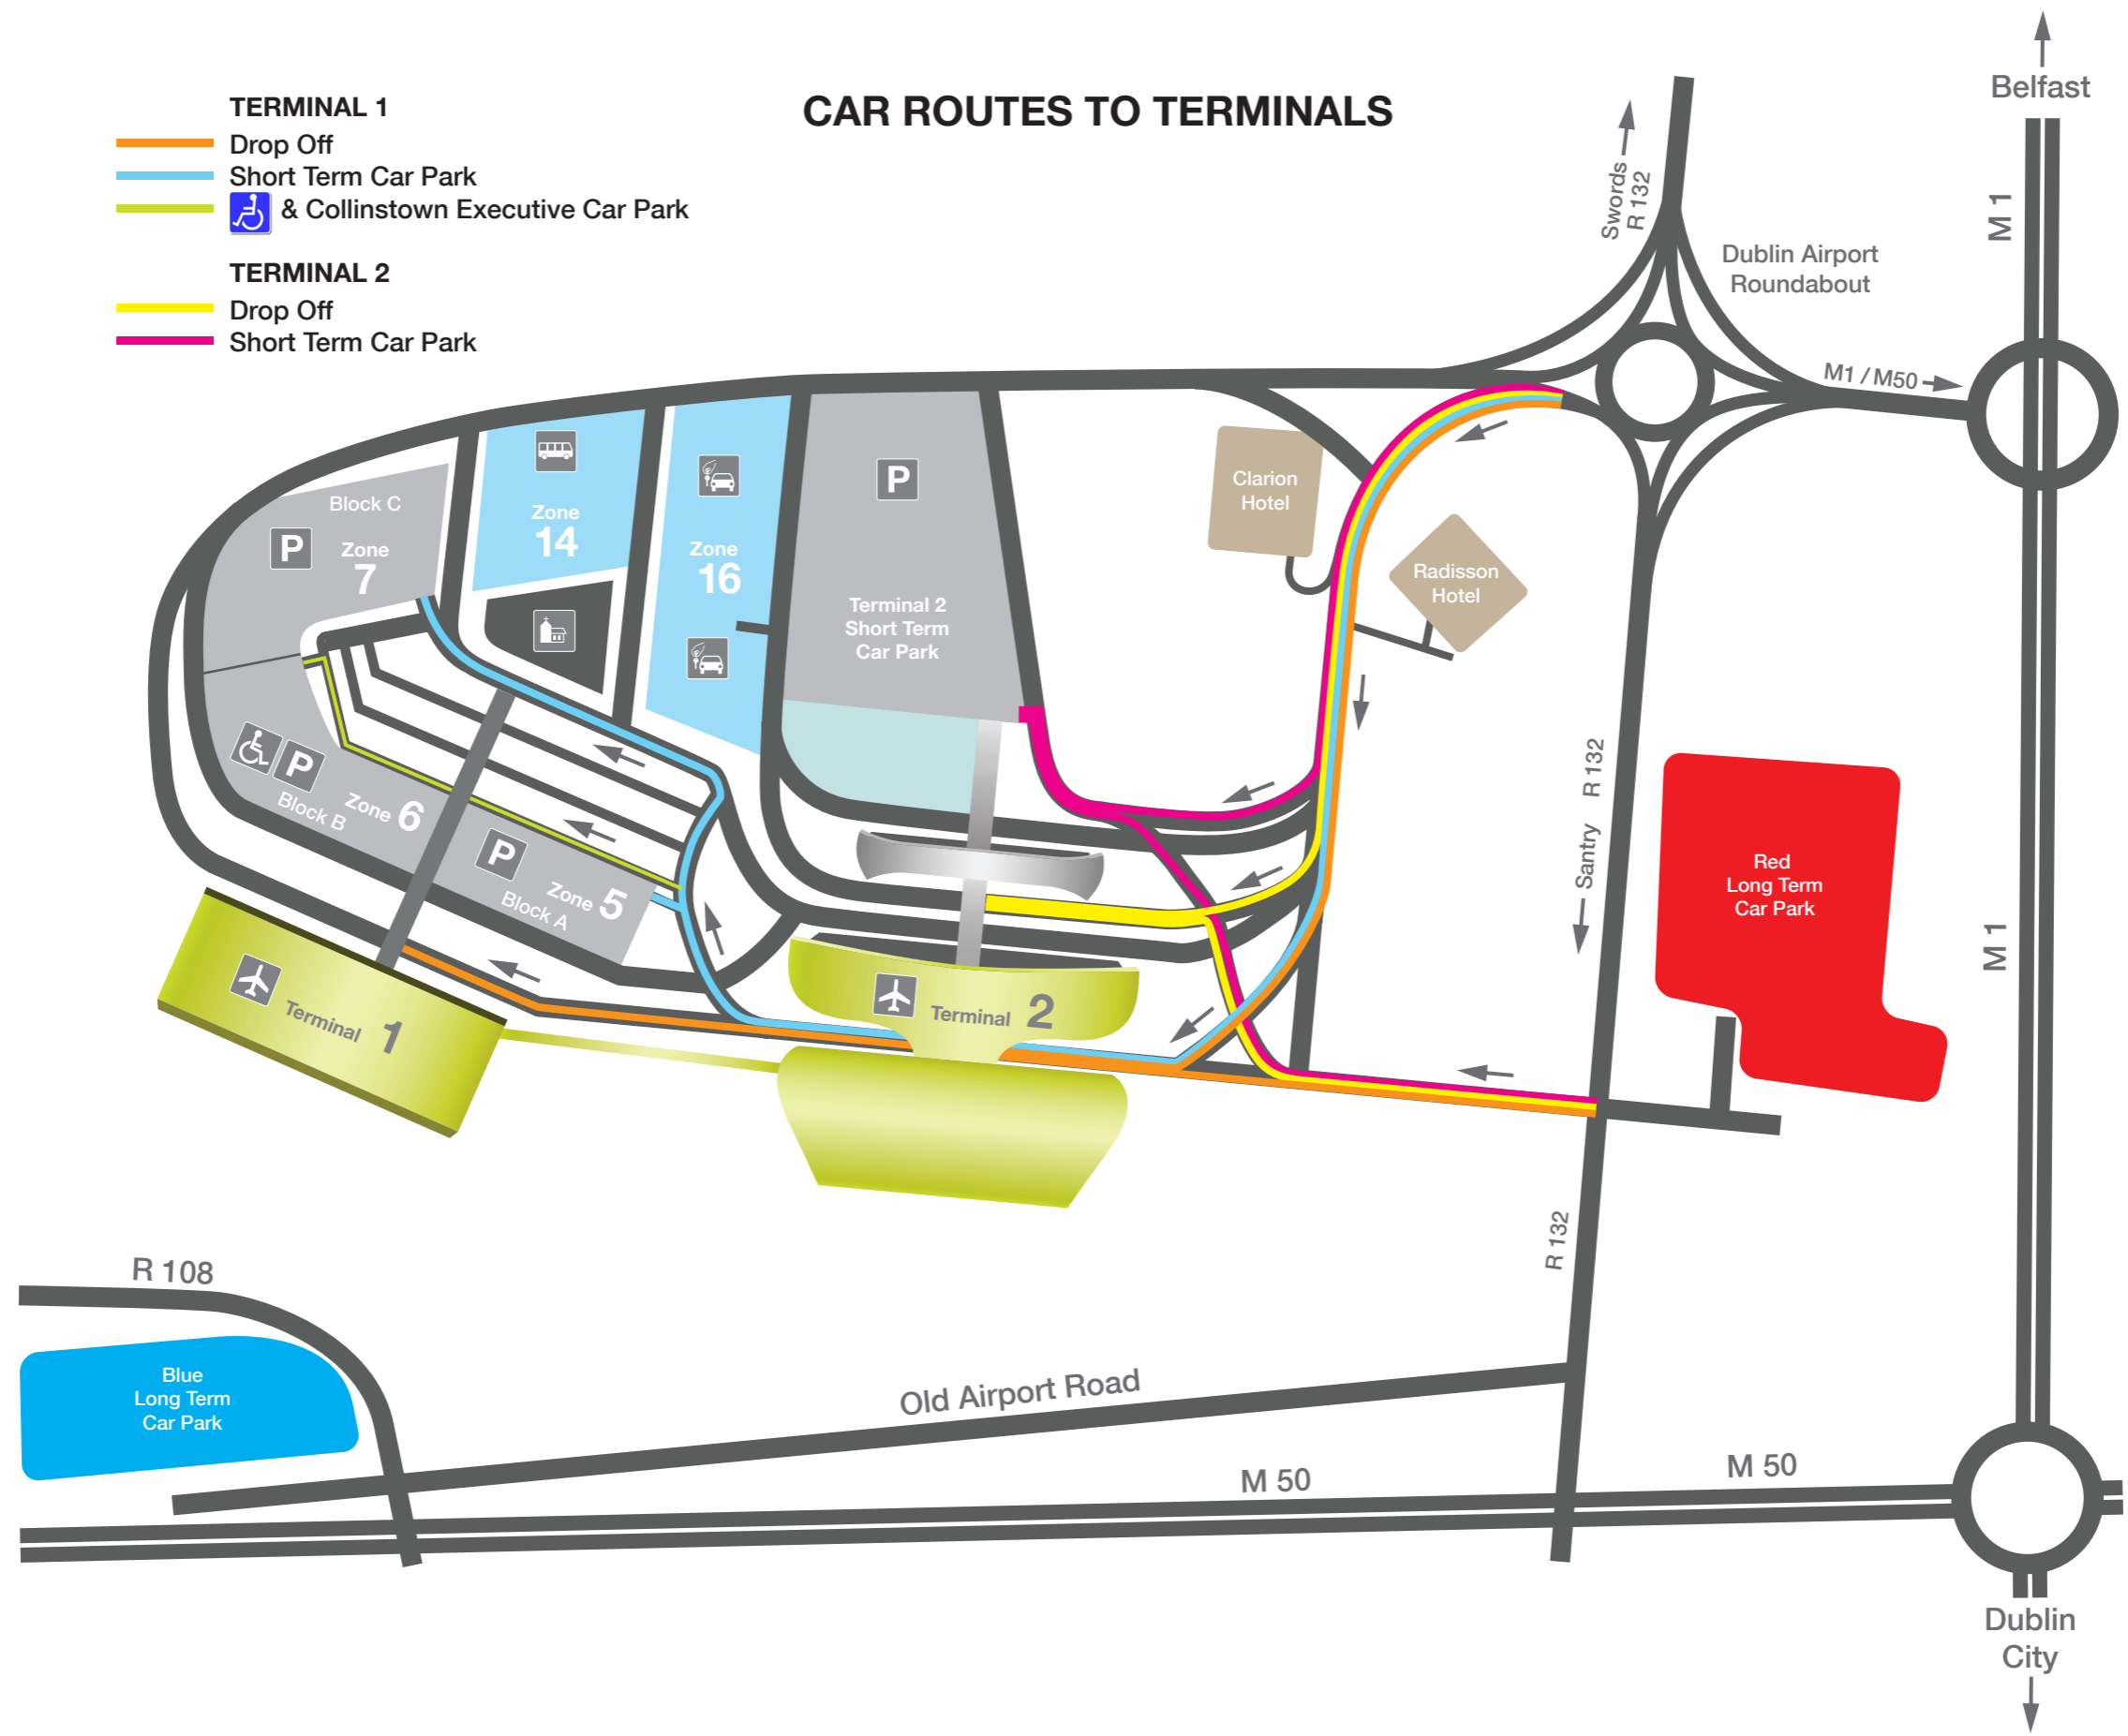 CAR ROUTES TO TERMINALS
TERMINAL 1
Drop Off
Short Term Car Park
& Collinstown Executive Car Park
TERMINAL 2
Drop Off
Short Term Car Park
Belfast
M 1
Swords
R 132
Dublin Airport
Roundabout
M1 / M50
Block C
P
Zone
7
Zone
14
Zone
16
P
Terminal 2
Short Term
Car Park
Clarion
Hotel
Radisson
Hotel
P
Block B
Zone 6
P
Zone 5
Block A
Santry R 132
Red
Long Term
Car Park
M 1
Terminal 1
Terminal 2
R 132
R 108
Blue
Long Term
Car Park
Old Airport Road
M 50
M 50
Dublin
City